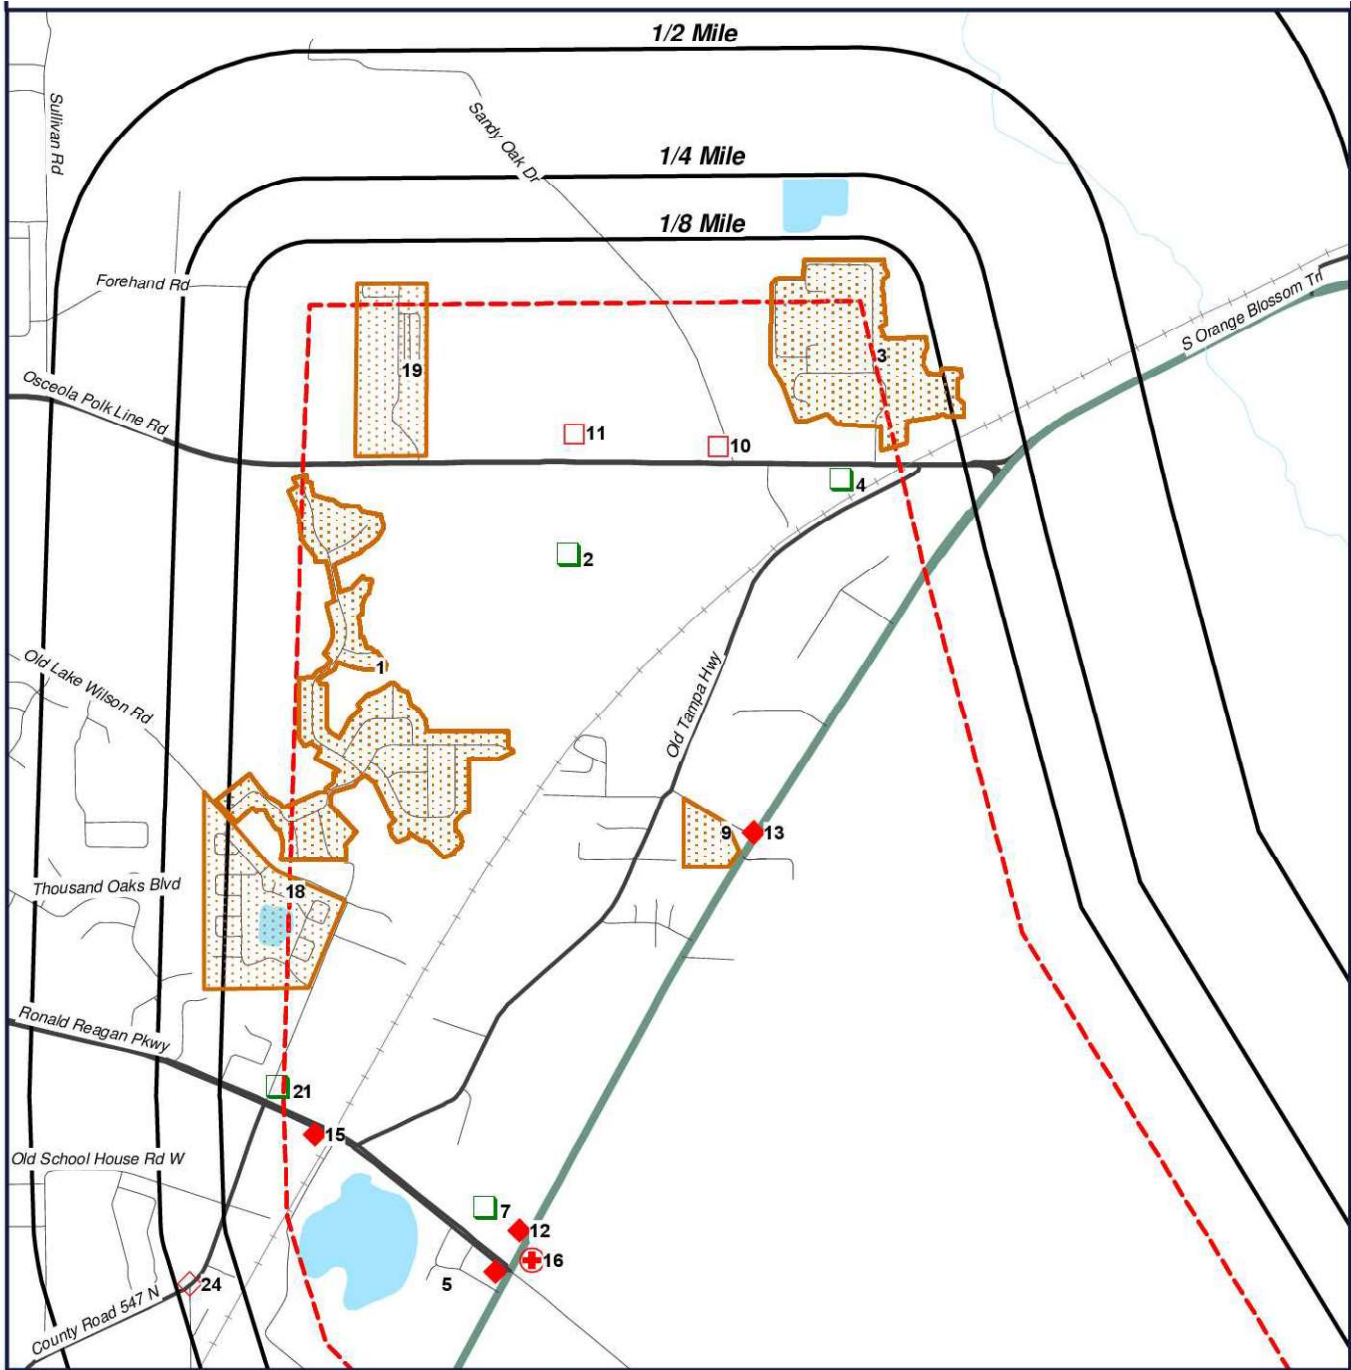 1/2 Mile
Sullivan Rd
Sandy Oak Dr
1/4 Mile
1/8 Mile
Forehand Rd
S Orange Blossom Trl
3
19
Osceola Polk Line Rd
11
10
4
2
Old Lake Wilson Rd
1
Old Tampa Hwy
9
13
Thousand Oaks Blvd
18
Ronald Reagan Pkwy
21
15
Old School House Rd W
7
12
16
5
24
County Road 547 N